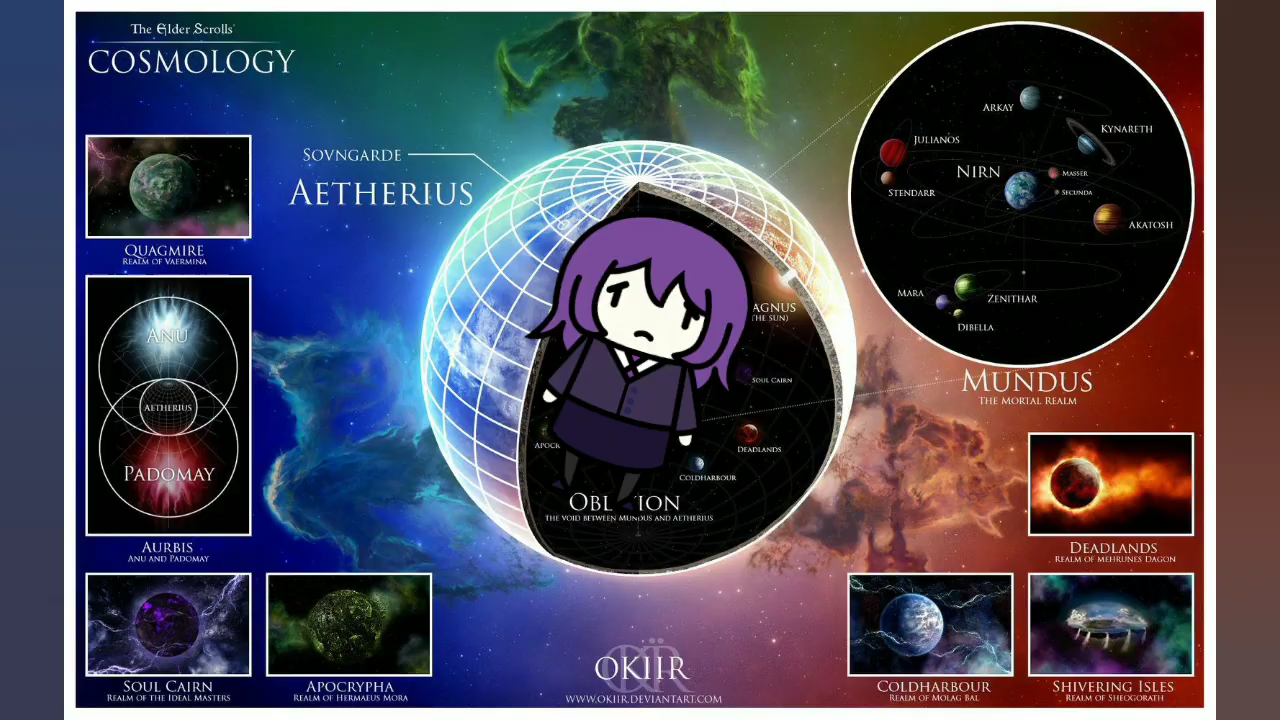 The Elder Scrolls
COSMOLOGY
SOVNGARDE
AETHERIUS
QUAGMIRE
REALM OF VAERMINA
ANU
AETHERIUS
PADOMAY
AURBIS
ANU AND PADOMAY
SOUL CAIRN
REALM OF THE IDEAL MASTERS
APOCRYPHA
REALM OF HERMAEUS MORA
AGNUS
THE SUN)
SOUL CAIRN
APOCR
DEADLANDS
COLDHARBOUR
OBL ION
THE VOID BETWEEN MUNDUS AND AETHERIUS
ARKAY
JULIANOS
KYNARETH
NIRN
MASSER
STENDARR
SECUNDA
AKATOSH
MARA
ZENITHAR
DIBELLA
MUNDUS
THE MORTAL REALM
DEADLANDS
REALM OF MEHRUNES DAGON
COLDHARBOUR
REALM OF MOLAG BAL
SHIVERING ISLES
REALM OF SHEOGORATH
OKIIR
WWW.OKIIR.DEVIANTART.COM